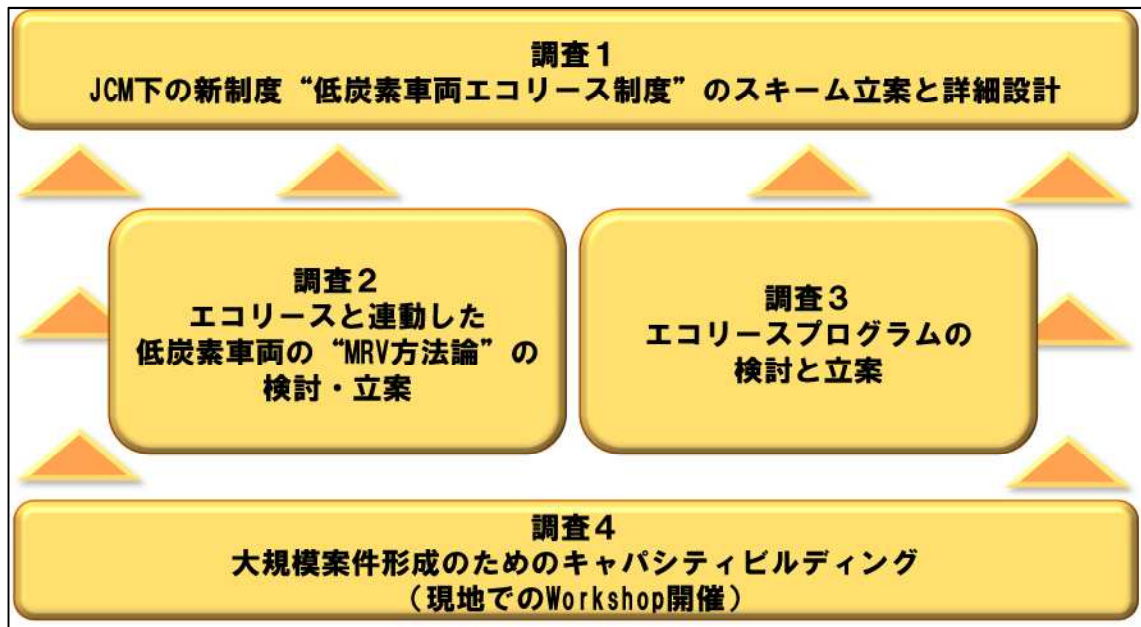 調査１
JCM下の新制度“低炭素車両エコリース制度”のスキーム立案と詳細設計
調査２
エコリースと連動した
低炭素車両の“MRV方法論”の
検討・立案
調査３
エコリースプログラムの
検討と立案
調査４
大規模案件形成のためのキャパシティビルディング
（現地でのWorkshop開催）